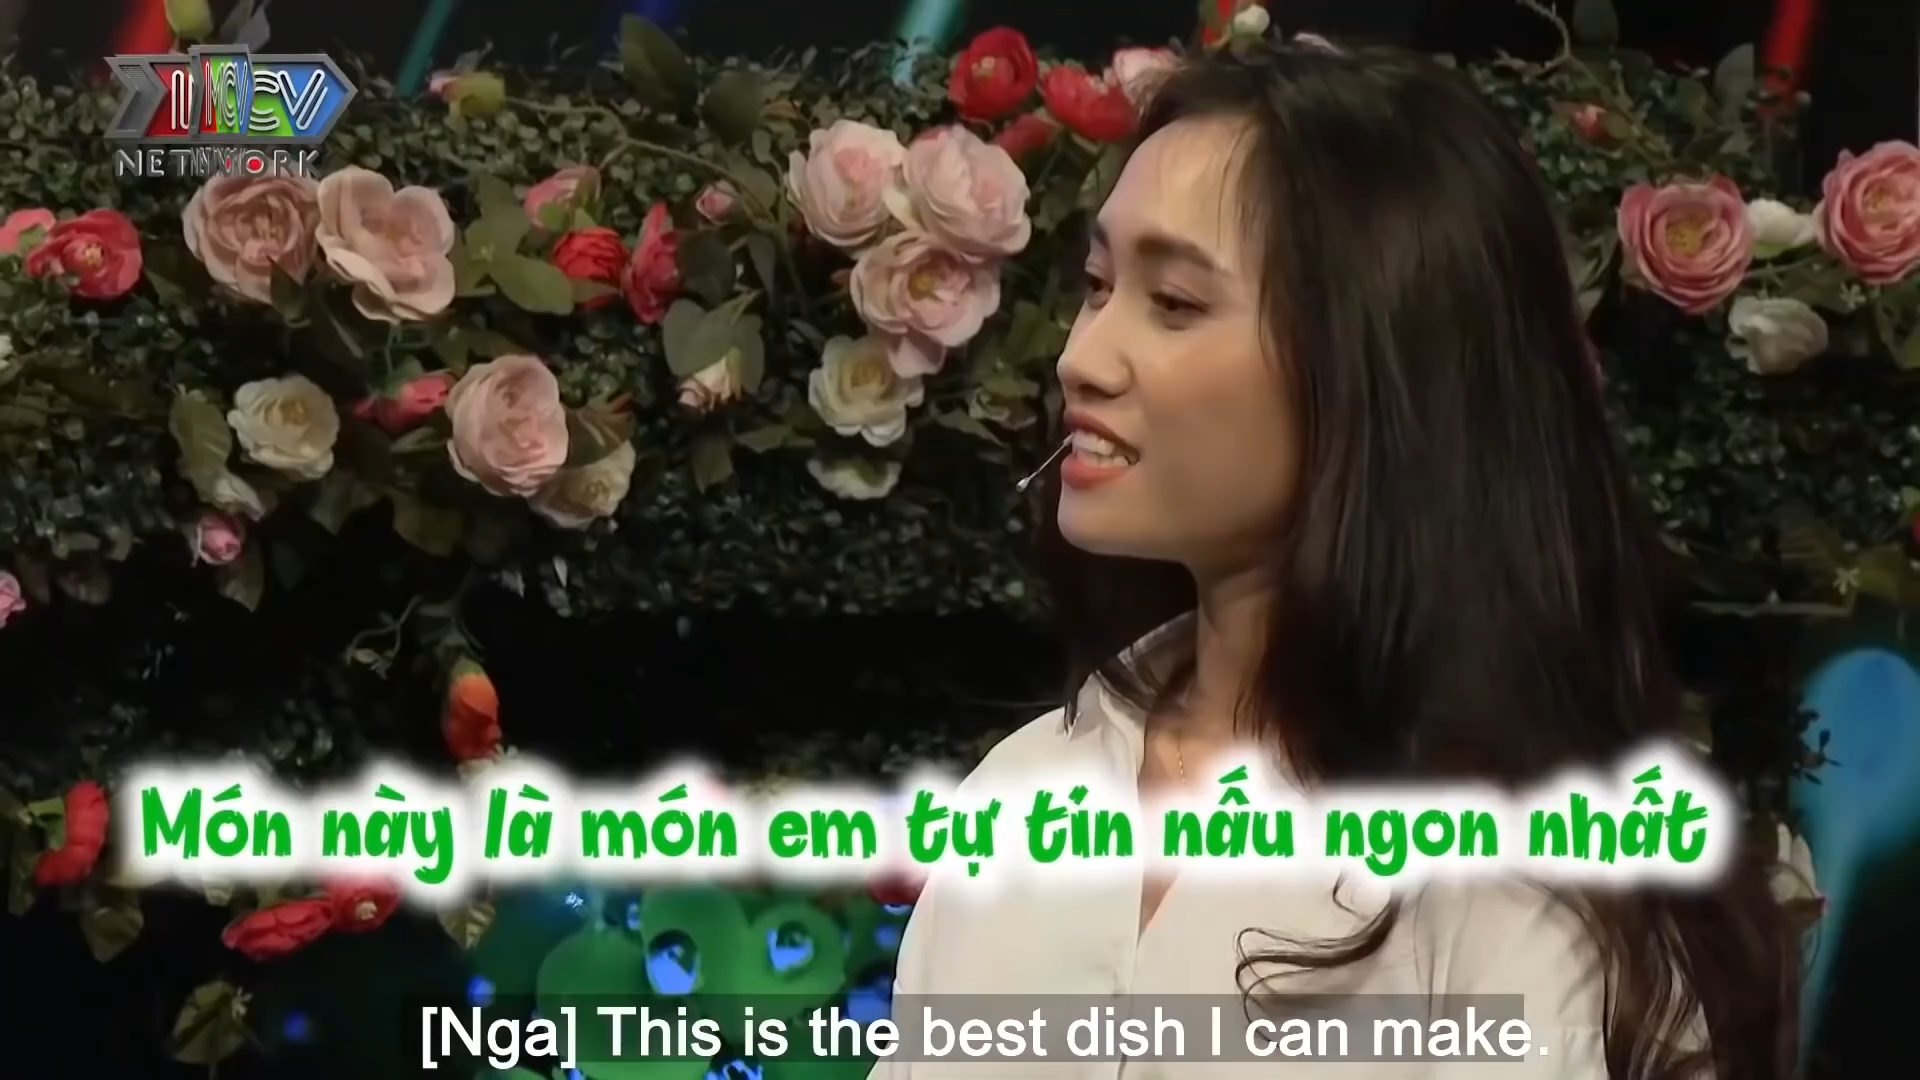 MCV
NETWORK
Món này là món em tự tin nấu ngon nhất
[Nga] This is the best dish I can make.